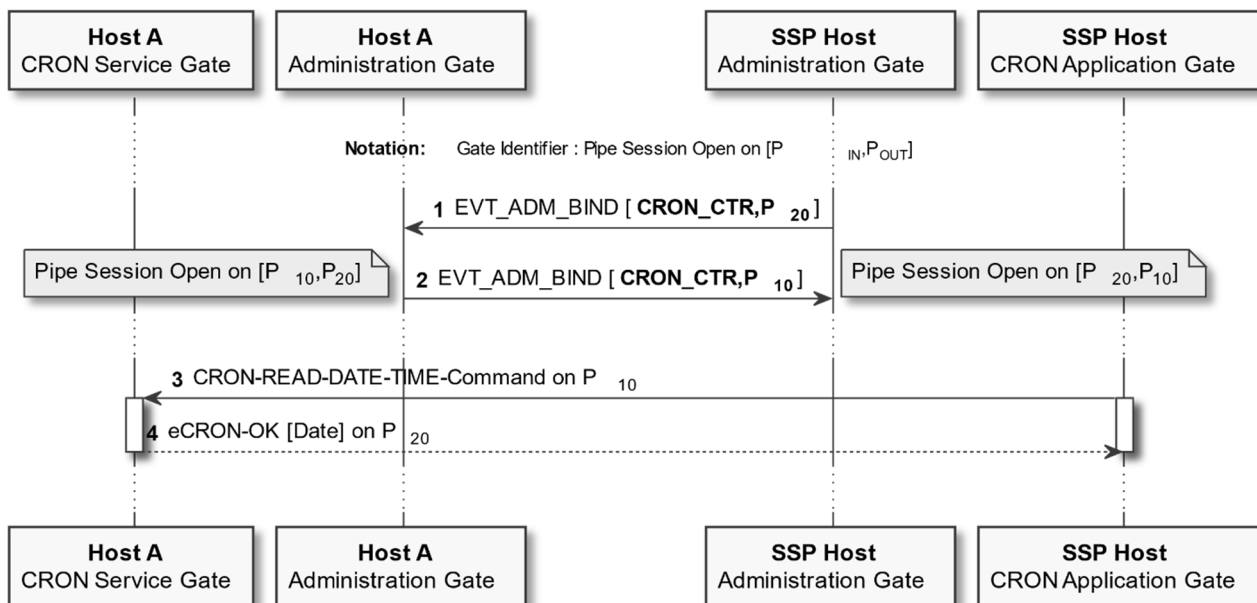 Host A
CRON Service Gate
Host A
Administration Gate
SSP Host
Administration Gate
SSP Host
CRON Application Gate
Notation: Gate Identifier : Pipe Session Open on [P IN,POUT]
1 EVT_ADM_BIND [ CRON_CTR,P 20 ]
Pipe Session Open on [P 10,P20]
2 EVT_ADM_BIND [ CRON_CTR,P 10 ]
Pipe Session Open on [P 20,P10]
3 CRON-READ-DATE-TIME-Command on P 10
4 eCRON-OK [Date] on P 20
Host A
CRON Service Gate
Host A
Administration Gate
SSP Host
Administration Gate
SSP Host
CRON Application Gate